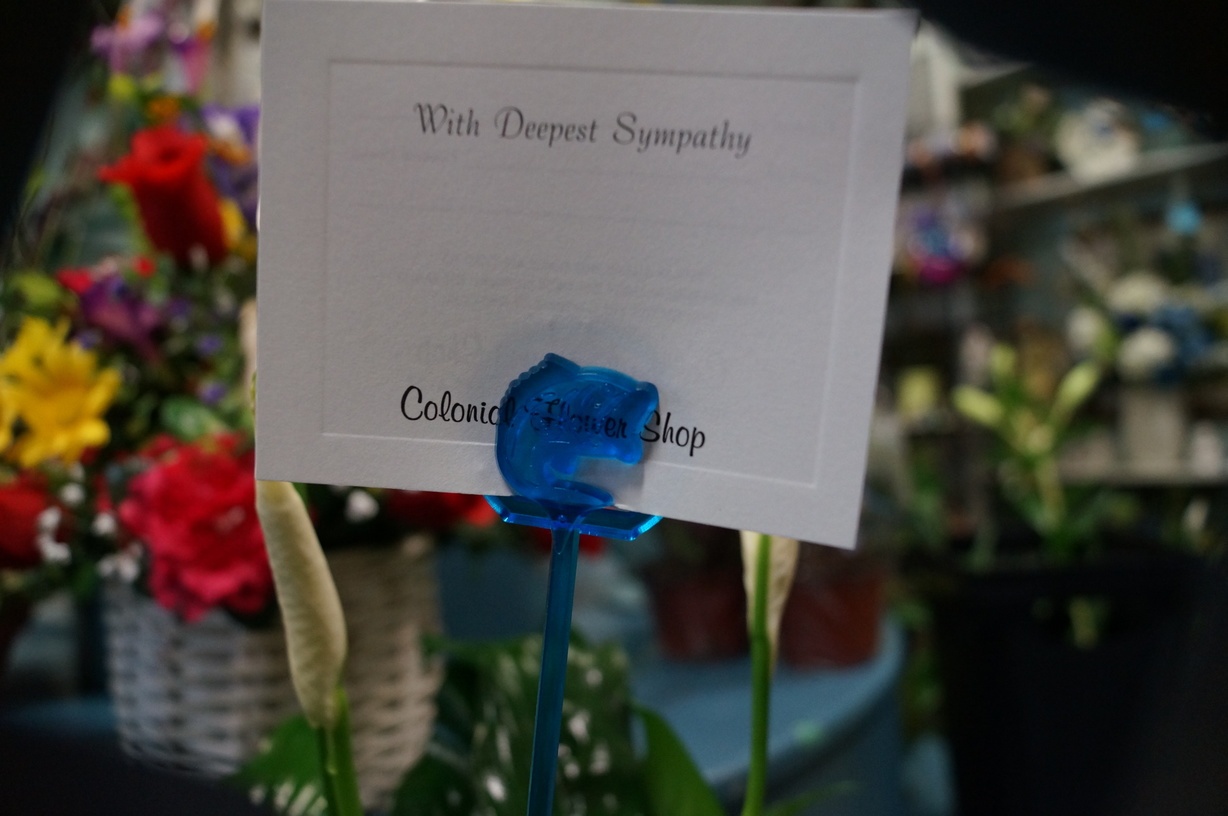 With Deepest Sympathy
Colonial Flower Shop